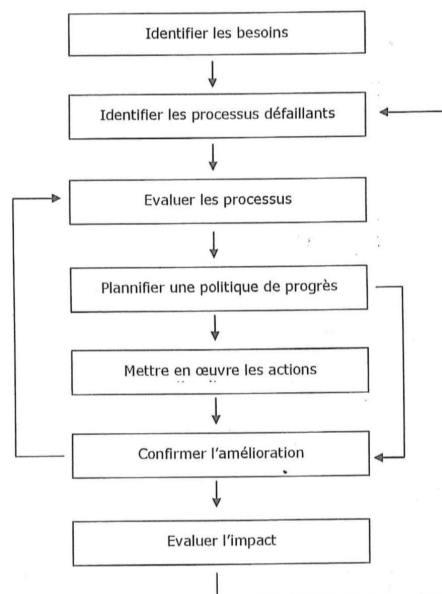 Identifier les besoins
Identifier les processus défaillants
Evaluer les processus
Plannifier une politique de progrès
Mettre en œuvre les actions
Confirmer l'amélioration
Evaluer l'impact